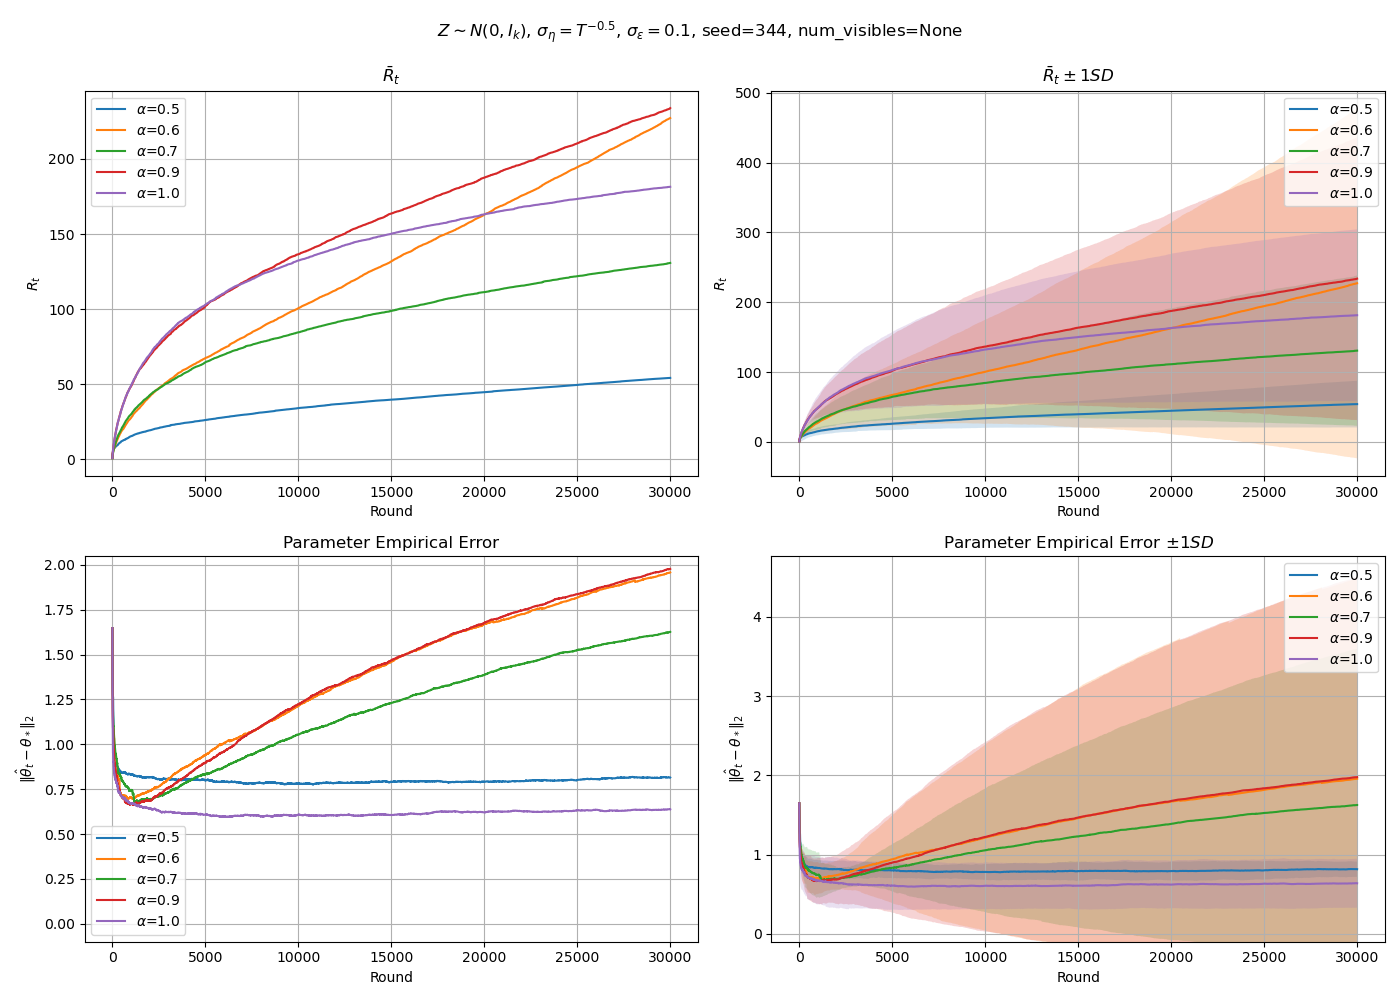 Z ~ N(0, I_k), σ_η = T^{-0.5}, σ_ε = 0.1, seed=344, num_visibles=None
R̄_t
R_t
200
150
100
50
0
α=0.5
α=0.6
α=0.7
α=0.9
α=1.0
0 5000 10000 15000 20000 25000 30000
Round
R̄_t ± 1SD
R_t
500
400
300
200
100
0
α=0.5
α=0.6
α=0.7
α=0.9
α=1.0
0 5000 10000 15000 20000 25000 30000
Round
Parameter Empirical Error
‖θ̂_t − θ_*‖_2
2.00
1.75
1.50
1.25
1.00
0.75
0.50
0.25
0.00
α=0.5
α=0.6
α=0.7
α=0.9
α=1.0
0 5000 10000 15000 20000 25000 30000
Round
Parameter Empirical Error ±1SD
‖θ̂_t − θ_*‖_2
4
3
2
1
0
α=0.5
α=0.6
α=0.7
α=0.9
α=1.0
0 5000 10000 15000 20000 25000 30000
Round